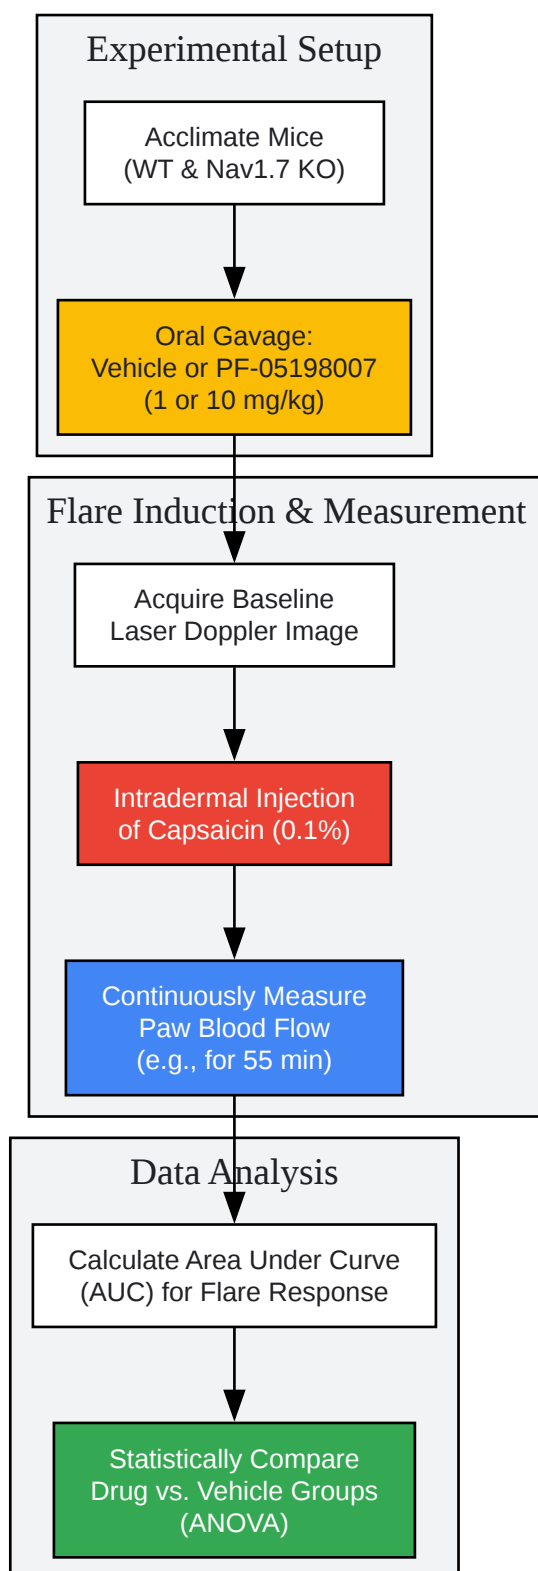 Experimental Setup
Acclimate Mice
(WT & Nav1.7 KO)
Oral Gavage:
Vehicle or PF-05198007
(1 or 10 mg/kg)
Flare Induction & Measurement
Acquire Baseline
Laser Doppler Image
Intradermal Injection
of Capsaicin (0.1%)
Continuously Measure
Paw Blood Flow
(e.g., for 55 min)
Data Analysis
Calculate Area Under Curve
(AUC) for Flare Response
Statistically Compare
Drug vs. Vehicle Groups
(ANOVA)